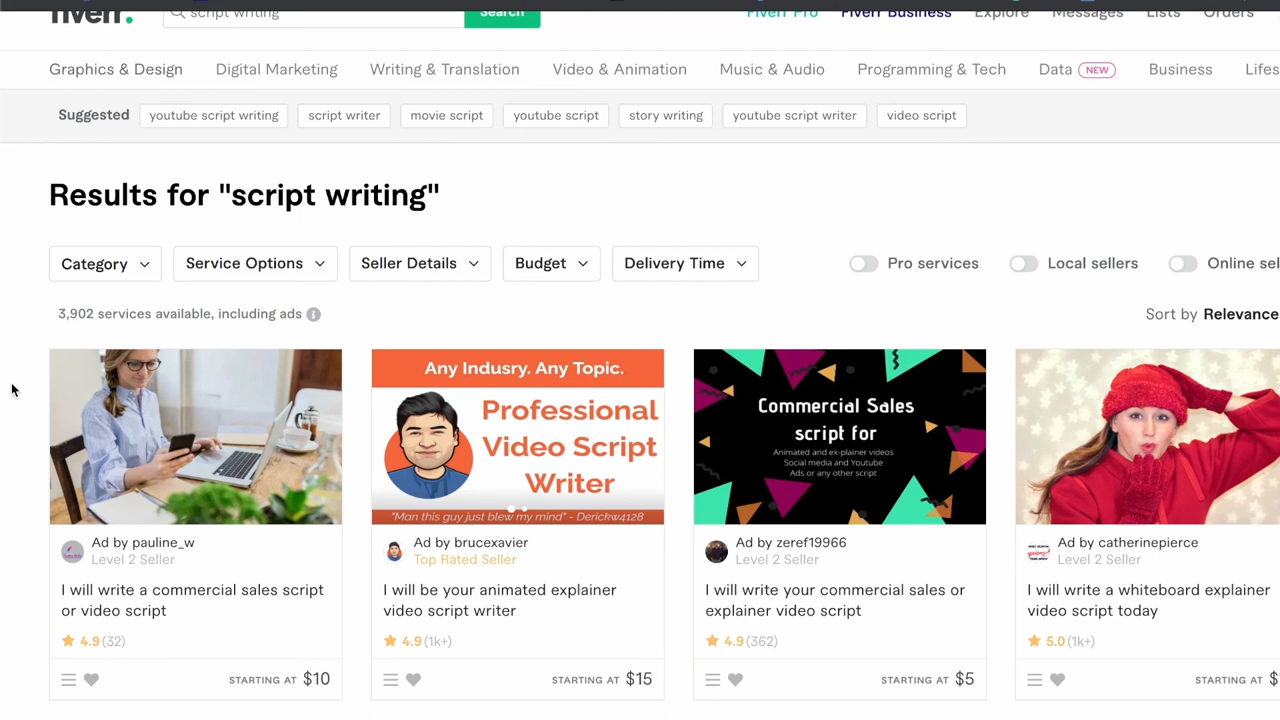 fiverr.
script writing
Search
Fiverr Pro
Fiverr Business
Explore
Messages
Lists
Orders
Graphics & Design
Digital Marketing
Writing & Translation
Video & Animation
Music & Audio
Programming & Tech
Data NEW
Business
Lifes
Suggested
youtube script writing
script writer
movie script
youtube script
story writing
youtube script writer
video script
Results for "script writing"
Category
Service Options
Seller Details
Budget
Delivery Time
Pro services
Local sellers
Online sel
3,902 services available, including ads
Sort by Relevance
Any Indusry. Any Topic.
Professional
Video Script
Writer
"Man this guy just blew my mind" - Derickw4128
Commercial Sales
script for
Animated and ex-plainer videos
Social media and Youtube
Ads or any other script
Ad by pauline_w
Level 2 Seller
I will write a commercial sales script
or video script
4.9 (32)
STARTING AT $10
Ad by brucexavier
Top Rated Seller
I will be your animated explainer
video script writer
4.9 (1k+)
STARTING AT $15
Ad by zeref19966
Level 2 Seller
I will write your commercial sales or
explainer video script
4.9 (362)
STARTING AT $5
Ad by catherinepierce
Level 2 Seller
I will write a whiteboard explainer
video script today
5.0 (1k+)
STARTING AT $